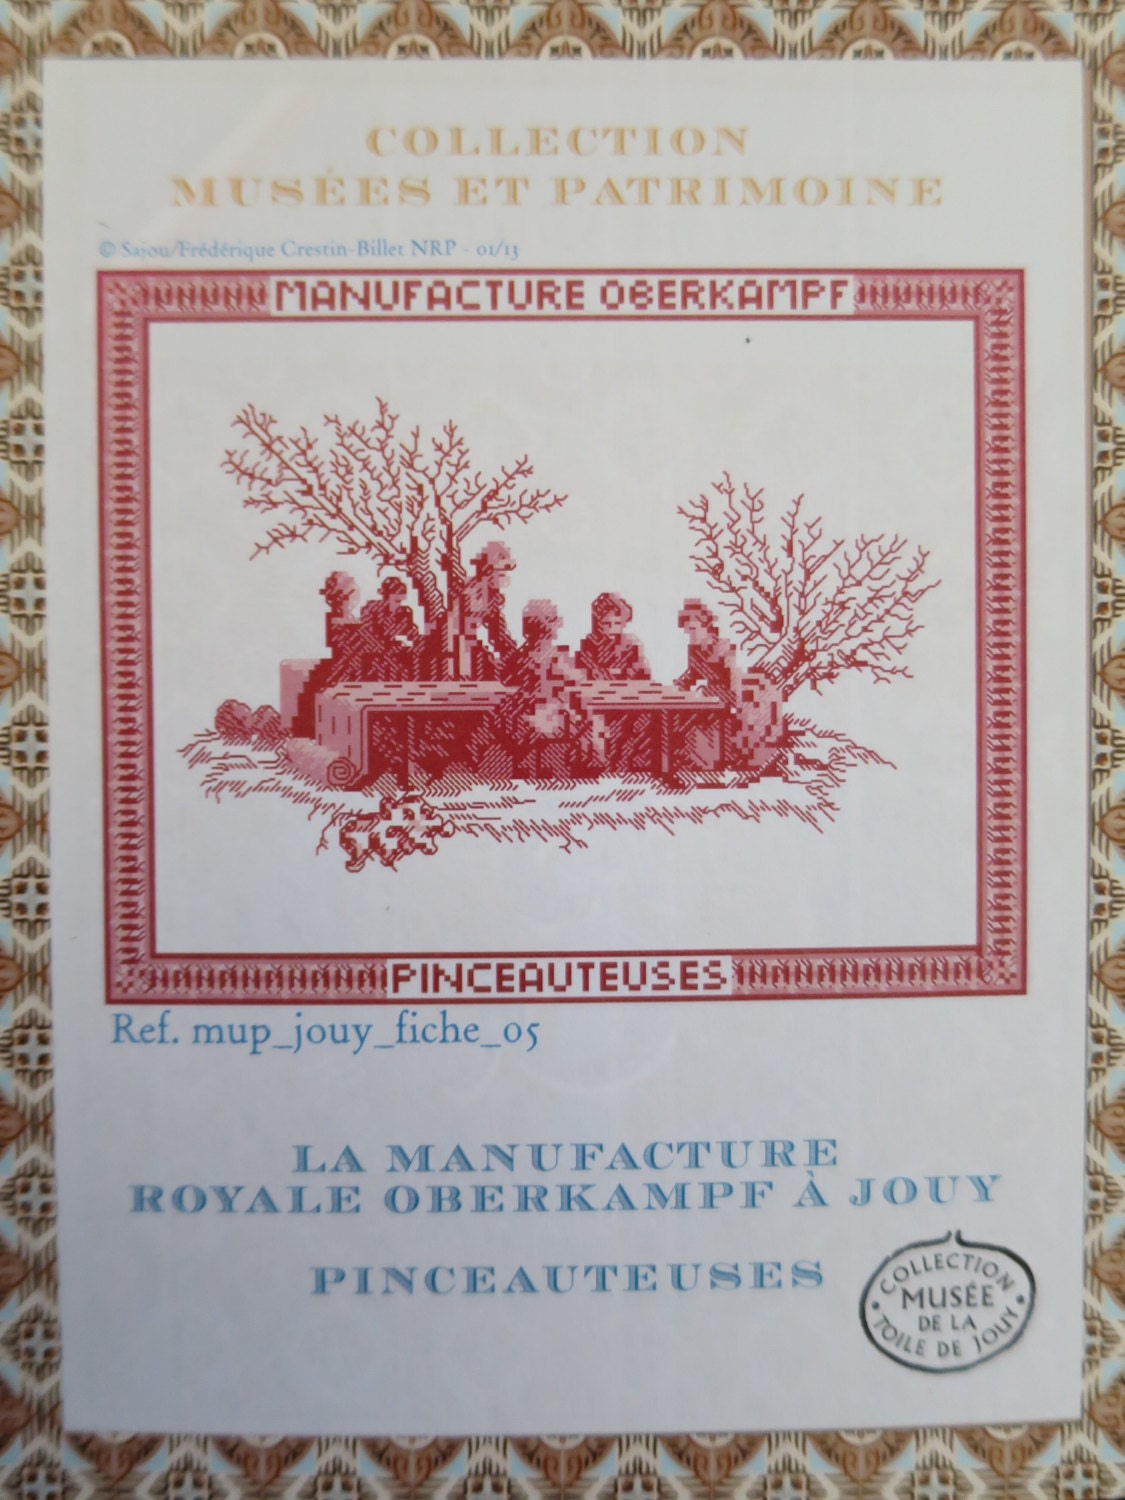 COLLECTION
MUSÉES ET PATRIMOINE
© Sajou/Frédérique Crestin-Billet NRP - 01/13
MANUFACTURE OBERKAMPF
PINCEAUTEUSES
Ref. mup_jouy_fiche_05
LA MANUFACTURE
ROYALE OBERKAMPF À JOUY
PINCEAUTEUSES
COLLECTION
MUSÉE
DE LA
TOILE DE JOUY